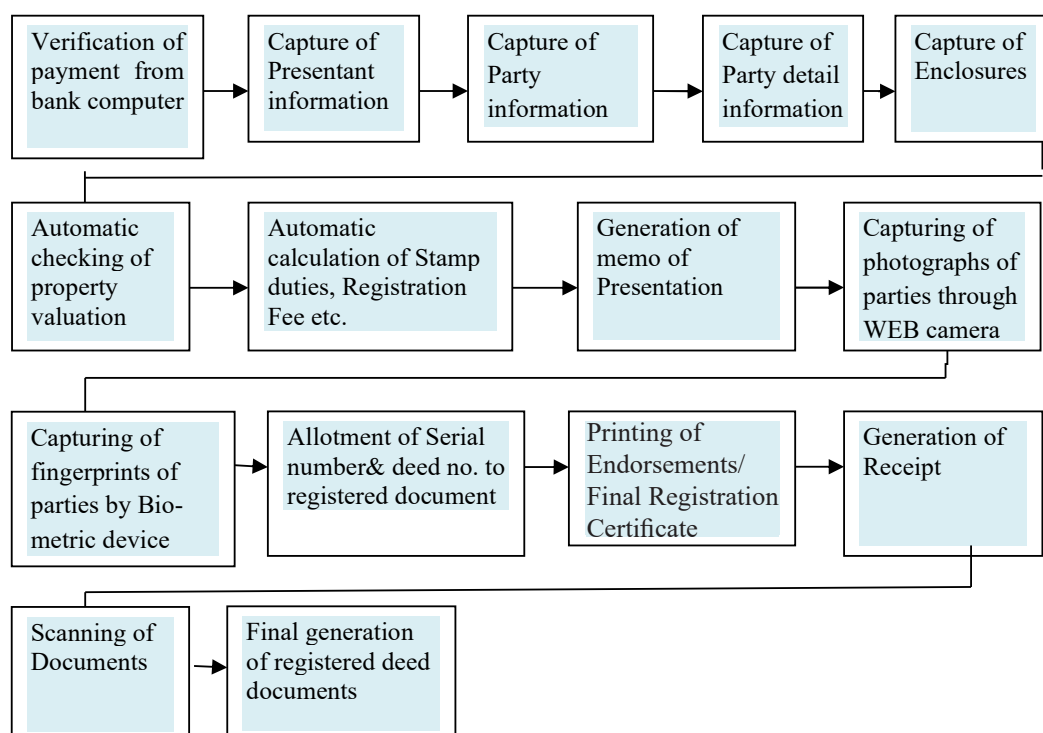 Verification of
payment from
bank computer
Capture of
Presentant
information
Capture of
Party
information
Capture of
Party detail
information
Capture of
Enclosures
Automatic
checking of
property
valuation
Automatic
calculation of Stamp
duties, Registration
Fee etc.
Generation of
memo of
Presentation
Capturing of
photographs of
parties through
WEB camera
Capturing of
fingerprints of
parties by Bio-
metric device
Allotment of Serial
number& deed no. to
registered document
Printing of
Endorsements/
Final Registration
Certificate
Generation of
Receipt
Scanning of
Documents
Final generation
of registered deed
documents